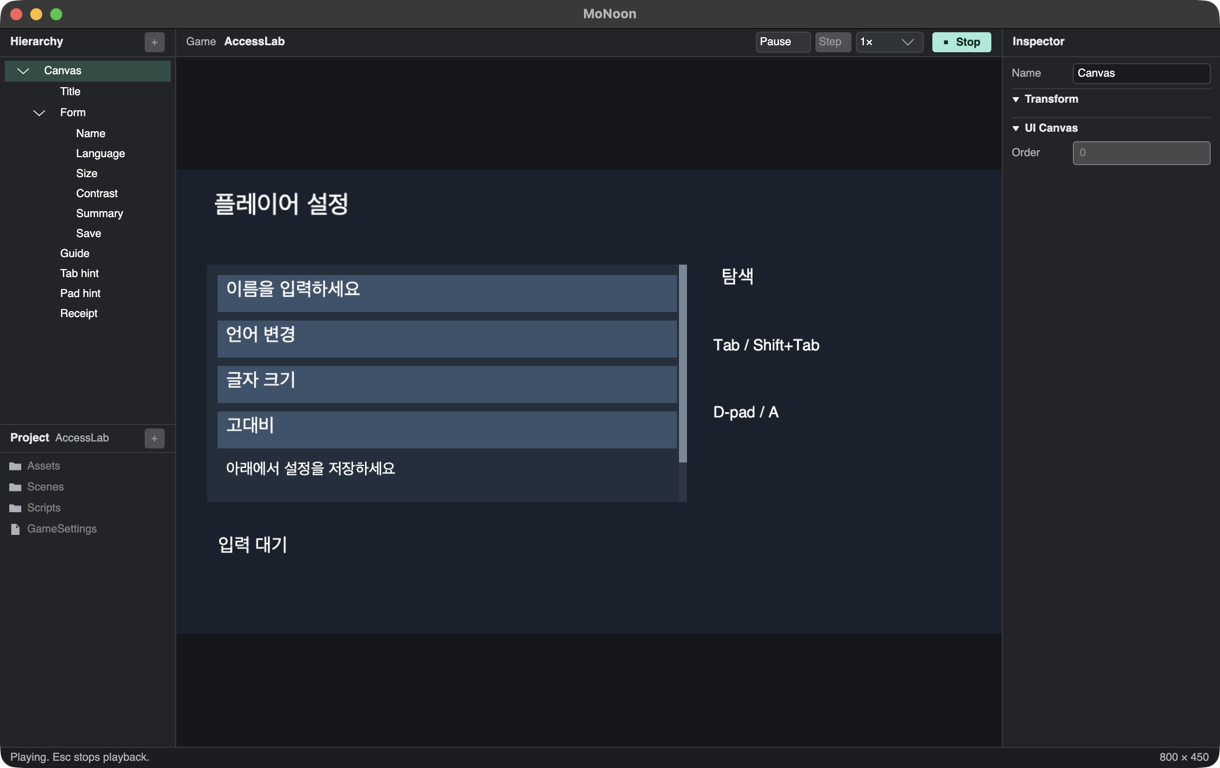 MoNoon
Hierarchy
+
Game AccessLab
Pause
Step
1×
Stop
Inspector
Canvas
Title
Form
Name
Language
Size
Contrast
Summary
Save
Guide
Tab hint
Pad hint
Receipt
Project AccessLab
+
Assets
Scenes
Scripts
GameSettings
플레이어 설정
이름을 입력하세요
언어 변경
글자 크기
고대비
아래에서 설정을 저장하세요
입력 대기
탐색
Tab / Shift+Tab
D-pad / A
Name Canvas
Transform
UI Canvas
Order 0
Playing. Esc stops playback.
800 × 450